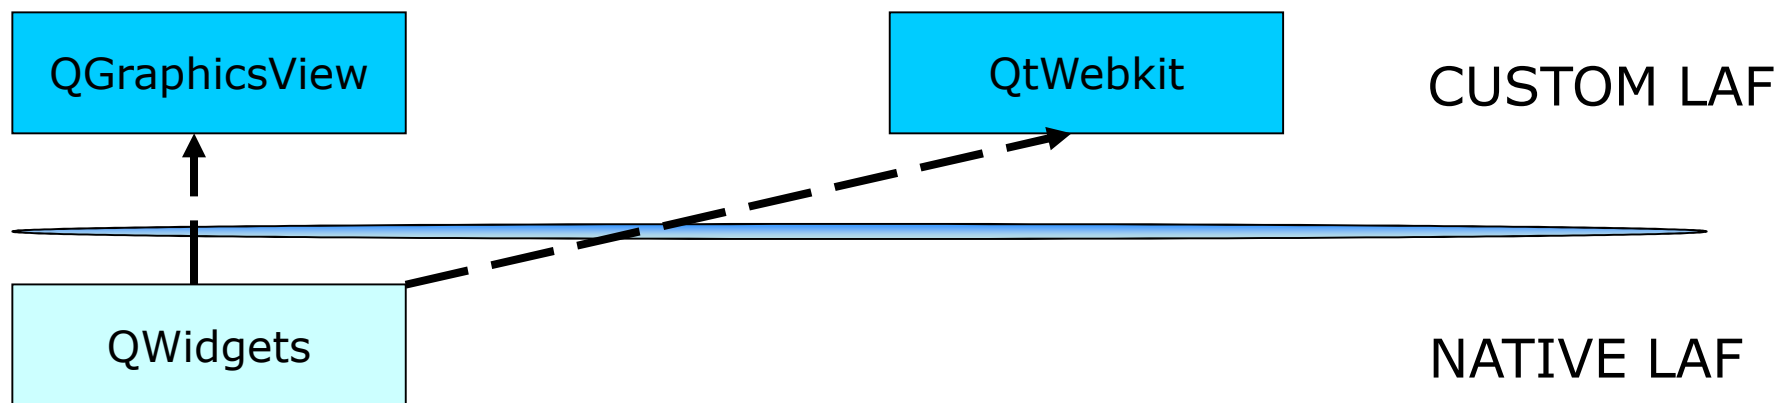 QGraphicsView
QtWebkit
CUSTOM LAF
QWidgets
NATIVE LAF